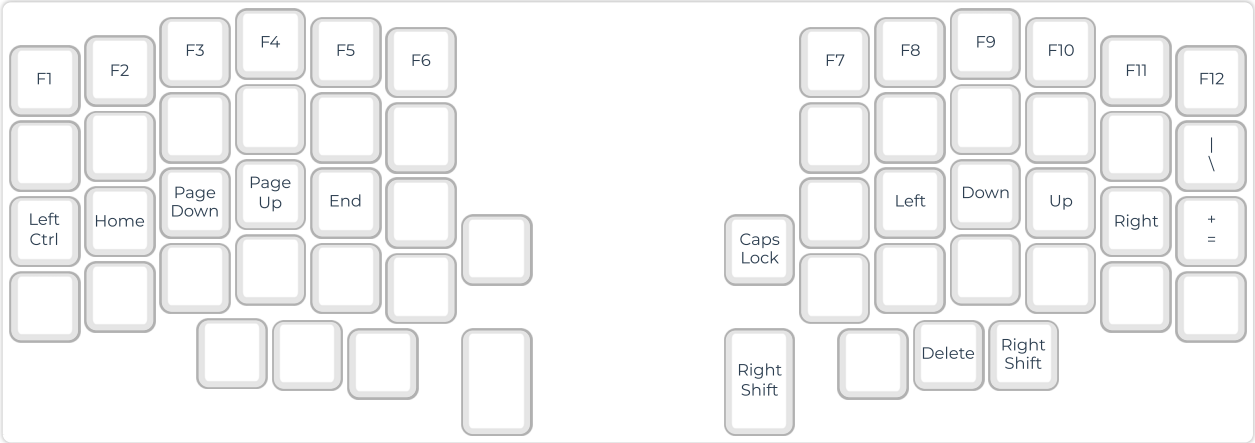 F1
F2
F3
F4
F5
F6
F7
F8
F9
F10
F11
F12
|
\
Left
Ctrl
Home
Page
Down
Page
Up
End
Left
Down
Up
Right
+
=
Caps
Lock
Right
Shift
Delete
Right
Shift